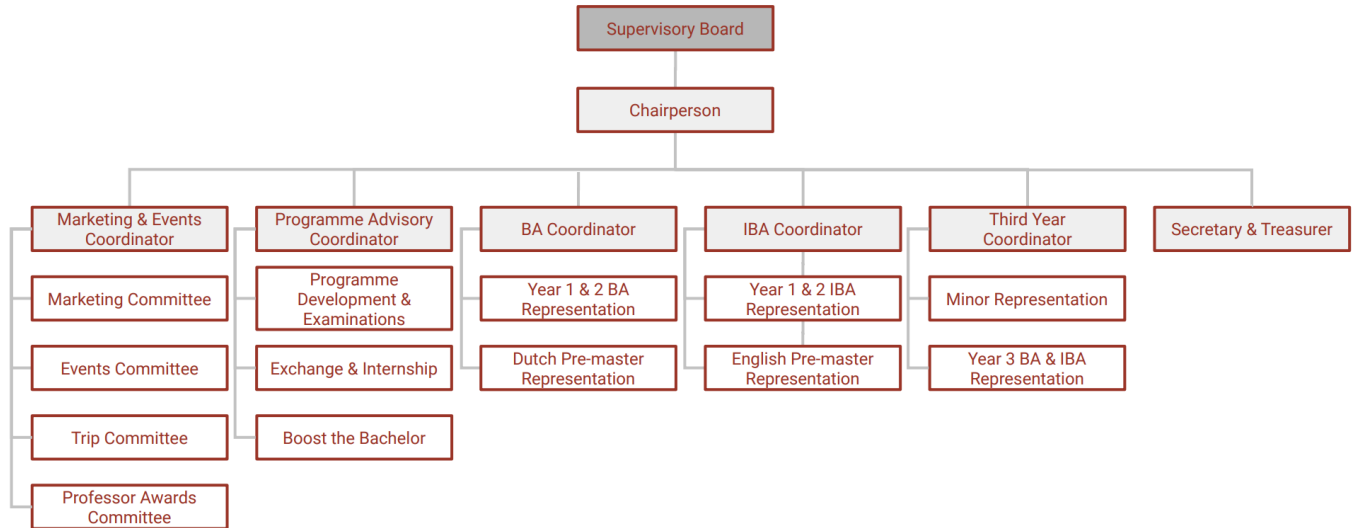 Supervisory Board
Chairperson
Marketing & Events
Coordinator
Programme Advisory
Coordinator
BA Coordinator
IBA Coordinator
Third Year
Coordinator
Secretary & Treasurer
Marketing Committee
Programme
Development &
Examinations
Year 1 & 2 BA
Representation
Year 1 & 2 IBA
Representation
Minor Representation
Events Committee
Exchange & Internship
Dutch Pre-master
Representation
English Pre-master
Representation
Year 3 BA & IBA
Representation
Trip Committee
Boost the Bachelor
Professor Awards
Committee